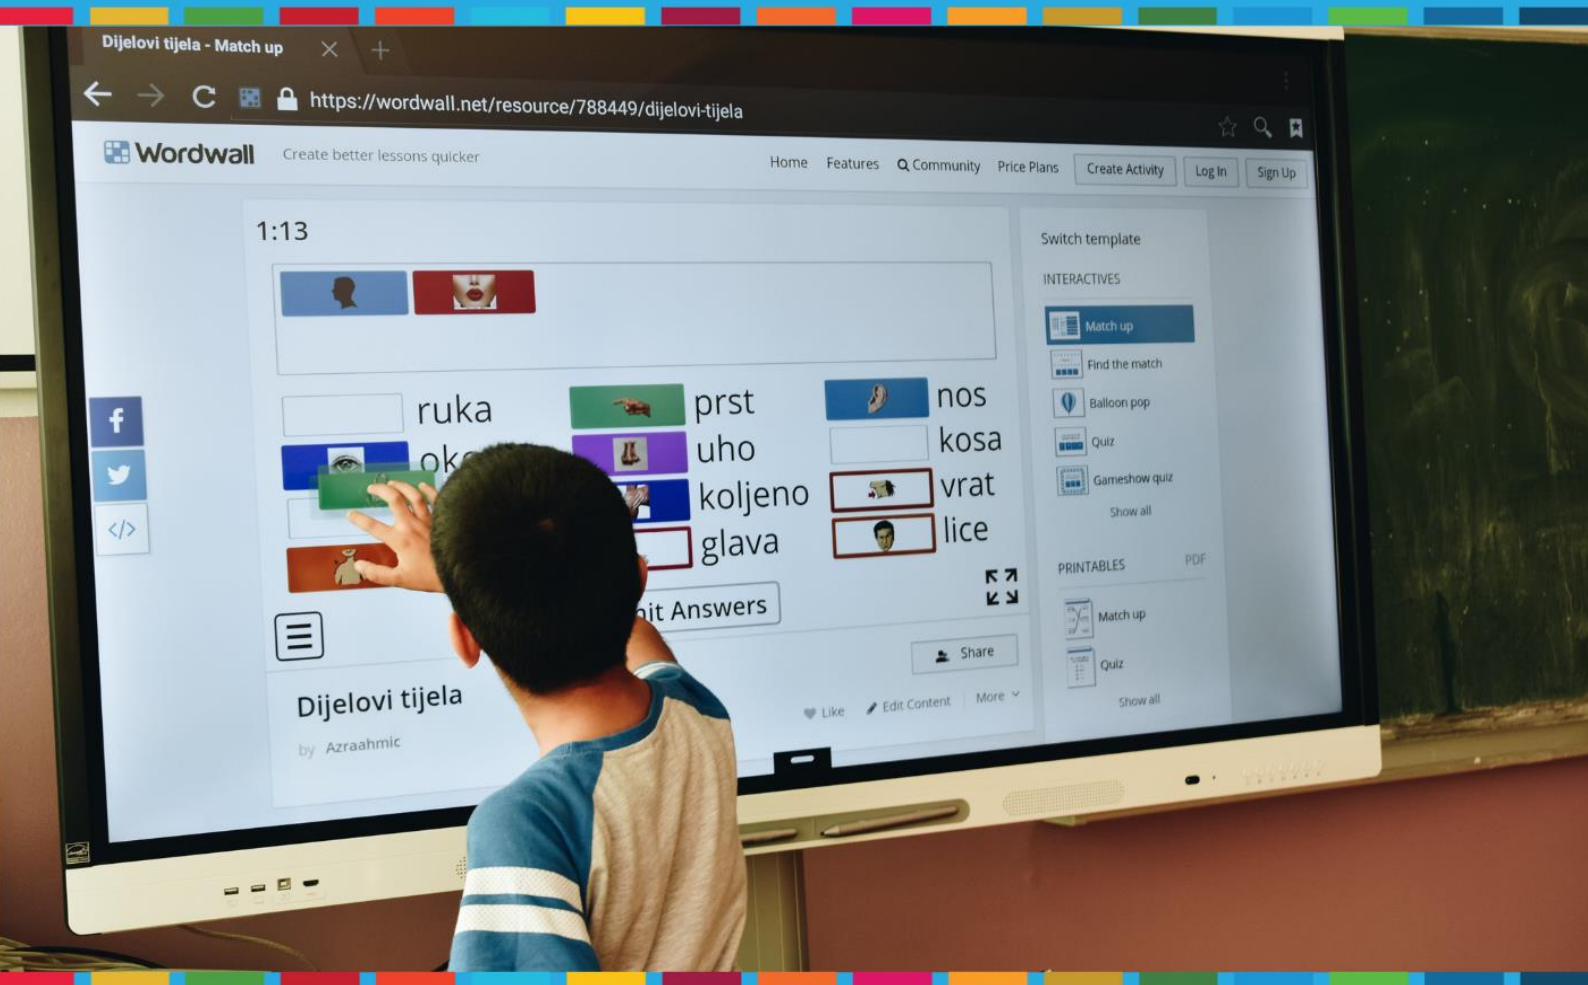 Dijelovi tijela - Match up
https://wordwall.net/resource/788449/dijelovi-tijela
Wordwall Create better lessons quicker Home Features Community Price Plans Create Activity Log In Sign Up
1:13
ruka prst nos
uho kosa
koljeno vrat
glava lice
Answers
Share
Dijelovi tijela
Like Edit Content More
by Azraahmic
Switch template
INTERACTIVES
Match up
Find the match
Balloon pop
Quiz
Gameshow quiz
Show all
PRINTABLES PDF
Match up
Quiz
Show all